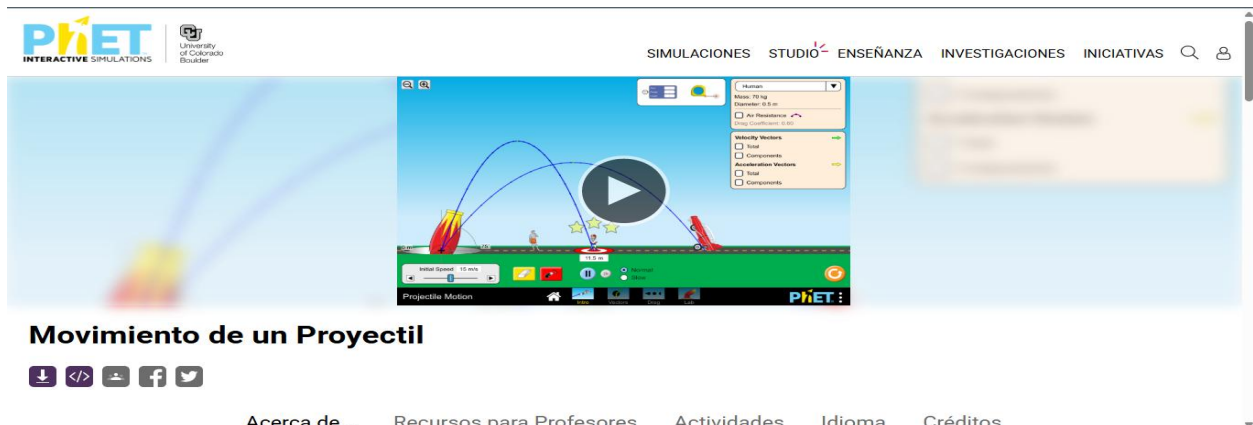 PhET
INTERACTIVE SIMULATIONS
University
of Colorado
Boulder
SIMULACIONES STUDIO ENSEÑANZA INVESTIGACIONES INICIATIVAS
Human
Mass: 70 kg
Diameter: 0.5 m
Air Resistance
Drag Coefficient: 0.60
Velocity Vectors
Total
Components
Acceleration Vectors
Total
Components
11.5 m
Initial Speed 15 m/s
Normal
Slow
Projectile Motion
Intro Vectors Drag Lab
PhET
Movimiento de un Proyectil
Acerca de Recursos para Profesores Actividades Idioma Créditos